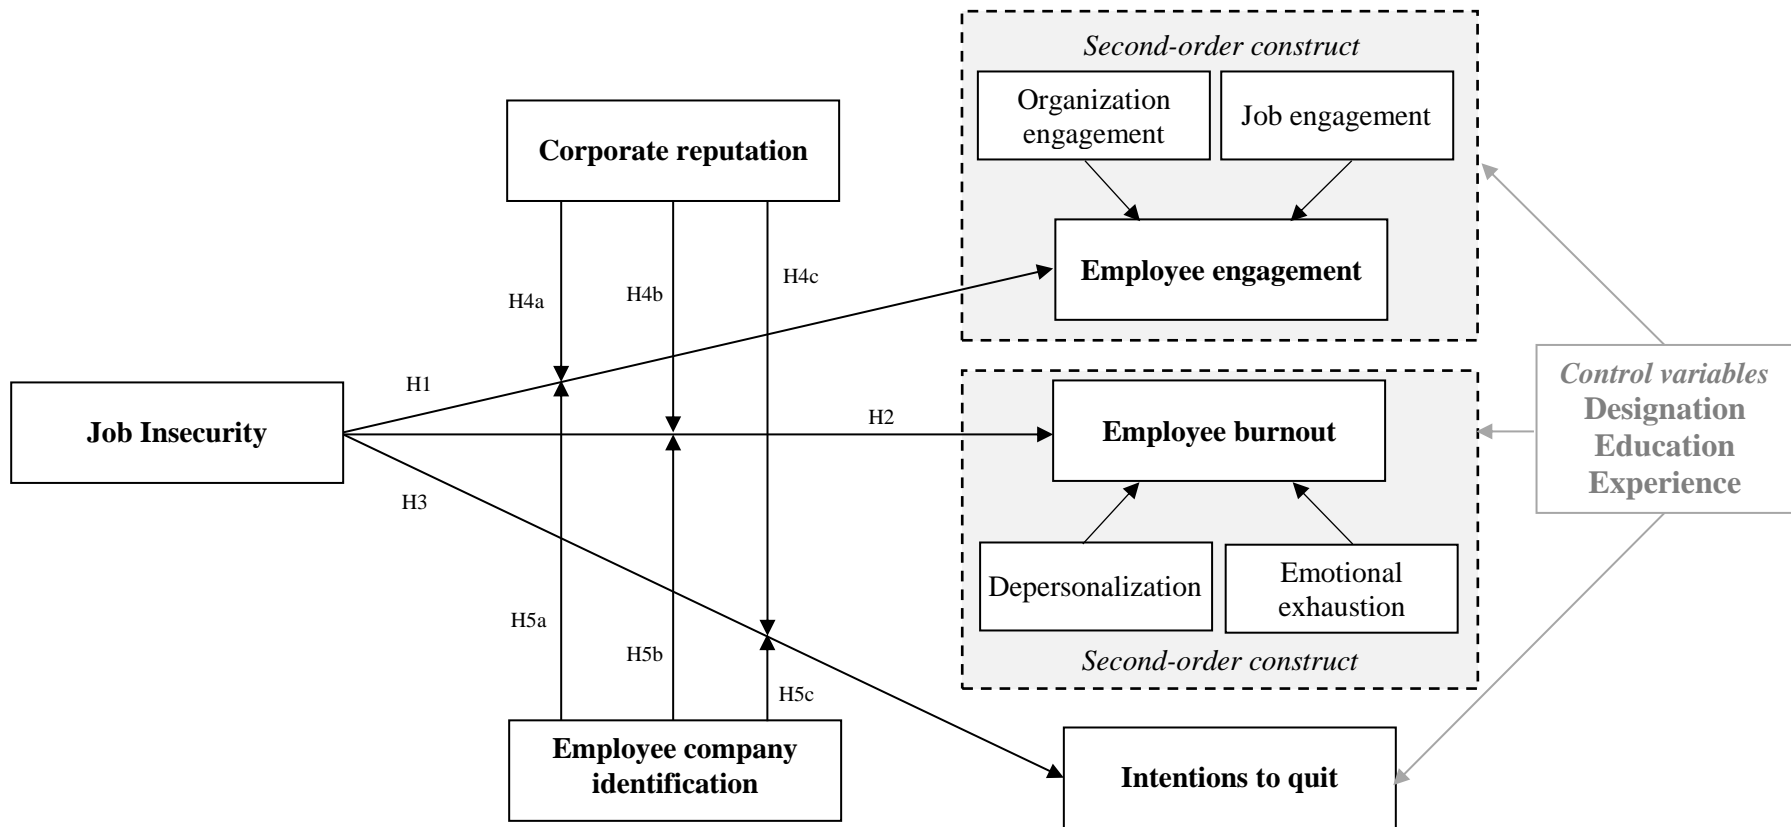 Second-order construct
Organization
engagement
Job engagement
Corporate reputation
Employee engagement
H4a
H4b
H4c
H1
Job Insecurity
H2
H3
Employee burnout
Control variables
Designation
Education
Experience
Depersonalization
Emotional
exhaustion
Second-order construct
H5a
H5b
H5c
Employee company
identification
Intentions to quit